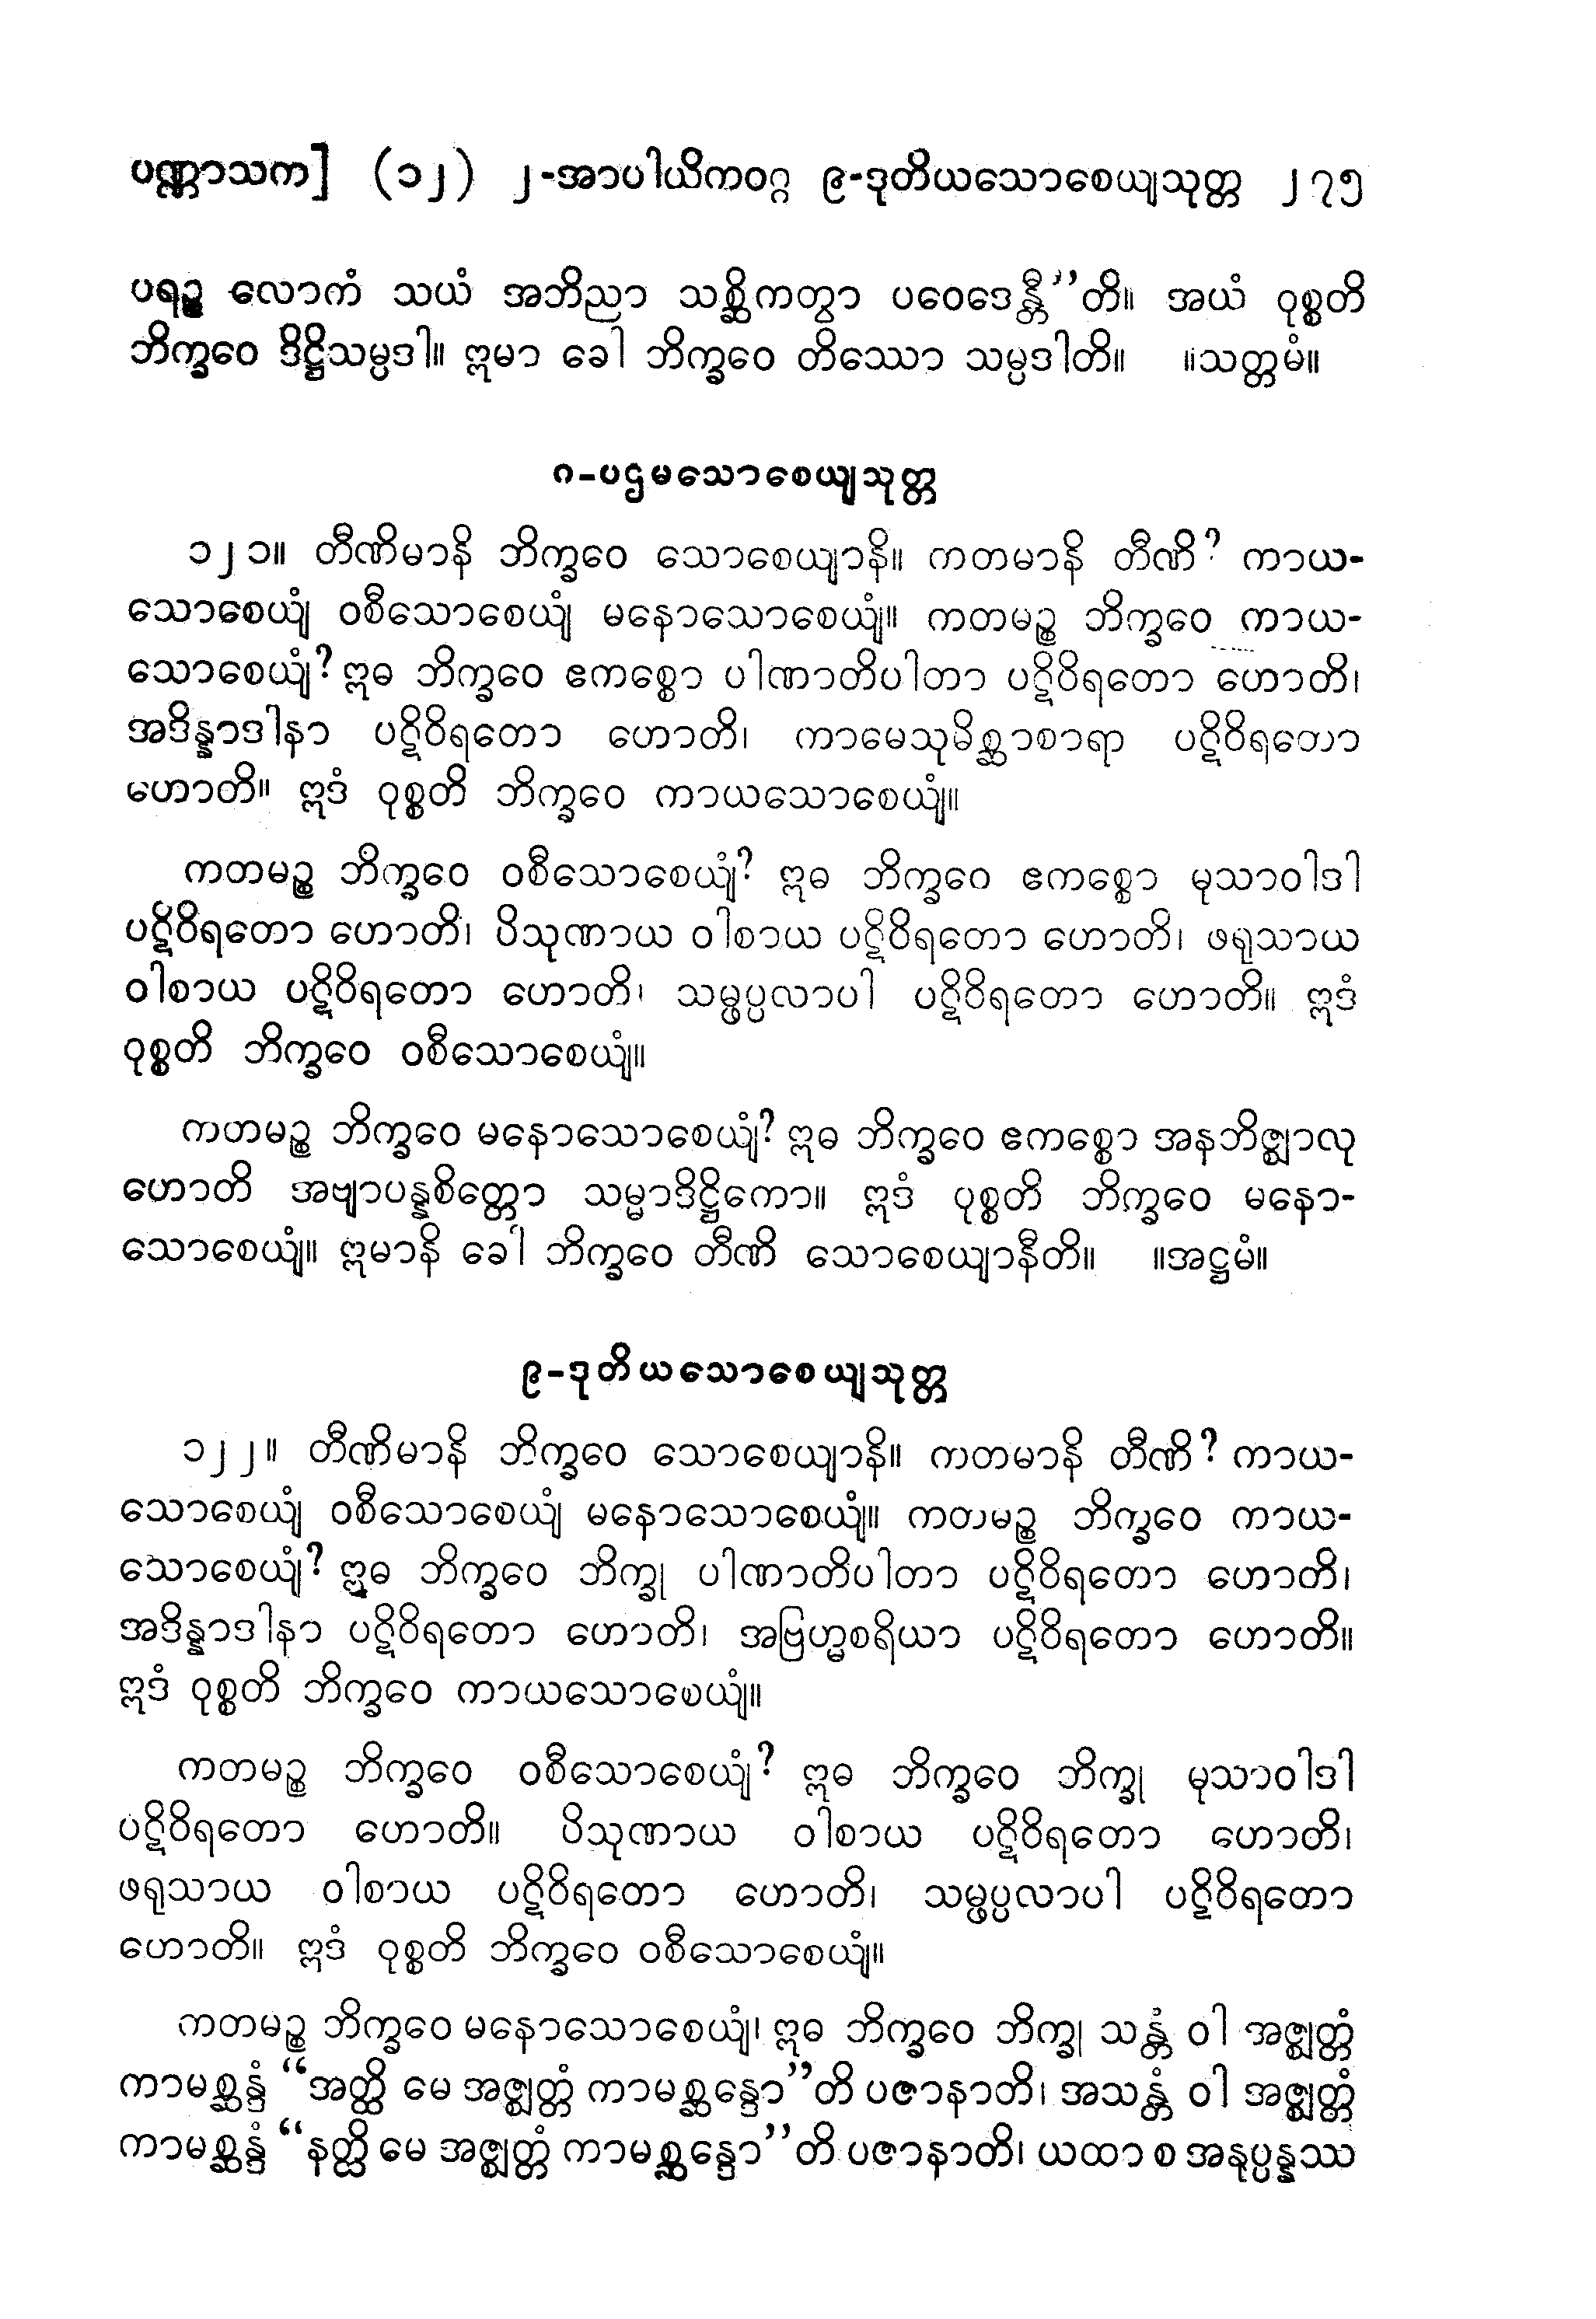 ပဏ္ဏာသက] (၁၂) ၂-အာပါယိကဝဂ္ဂ ၉-ဒုတိယသောစေယျသုတ္တ ၂၇၅
ပရဉ္စ လောကံ သယံ အဘိညာ သစ္ဆိကတွာ ပဝေဒေန္တီ’’တိ။ အယံ ဝုစ္စတိ
ဘိက္ခဝေ ဒိဋ္ဌိသမ္ပဒါ။ ဣမာ ခေါ ဘိက္ခဝေ တိဿော သမ္ပဒါတိ။ ။သတ္တမံ။
၈-ပဌမသောစေယျသုတ္တ
၁၂၁။ တီဏိမာနိ ဘိက္ခဝေ သောစေယျာနိ။ ကတမာနိ တီဏိ? ကာယ-
သောစေယျံ ဝစီသောစေယျံ မနောသောစေယျံ။ ကတမဉ္စ ဘိက္ခဝေ ကာယ-
သောစေယျံ? ဣဓ ဘိက္ခဝေ ဧကစ္စော ပါဏာတိပါတာ ပဋိဝိရတော ဟောတိ၊
အဒိန္နာဒါနာ ပဋိဝိရတော ဟောတိ၊ ကာမေသုမိစ္ဆာစာရာ ပဋိဝိရတော
ဟောတိ။ ဣဒံ ဝုစ္စတိ ဘိက္ခဝေ ကာယသောစေယျံ။
ကတမဉ္စ ဘိက္ခဝေ ဝစီသောစေယျံ? ဣဓ ဘိက္ခဝေ ဧကစ္စော မုသာဝါဒါ
ပဋိဝိရတော ဟောတိ၊ ပိသုဏာယ ဝါစာယ ပဋိဝိရတော ဟောတိ၊ ဖရုသာယ
ဝါစာယ ပဋိဝိရတော ဟောတိ၊ သမ္ဖပ္ပလာပါ ပဋိဝိရတော ဟောတိ။ ဣဒံ
ဝုစ္စတိ ဘိက္ခဝေ ဝစီသောစေယျံ။
ကတမဉ္စ ဘိက္ခဝေ မနောသောစေယျံ? ဣဓ ဘိက္ခဝေ ဧကစ္စော အနဘိဇ္ဈာလု
ဟောတိ အဗျာပန္နစိတ္တော သမ္မာဒိဋ္ဌိကော။ ဣဒံ ဝုစ္စတိ ဘိက္ခဝေ မနော-
သောစေယျံ။ ဣမာနိ ခေါ ဘိက္ခဝေ တီဏိ သောစေယျာနီတိ။ ။အဋ္ဌမံ။
၉-ဒုတိယသောစေယျသုတ္တ
၁၂၂။ တီဏိမာနိ ဘိက္ခဝေ သောစေယျာနိ။ ကတမာနိ တီဏိ? ကာယ-
သောစေယျံ ဝစီသောစေယျံ မနောသောစေယျံ။ ကတမဉ္စ ဘိက္ခဝေ ကာယ-
သောစေယျံ? ဣဓ ဘိက္ခဝေ ဘိက္ခု ပါဏာတိပါတာ ပဋိဝိရတော ဟောတိ၊
အဒိန္နာဒါနာ ပဋိဝိရတော ဟောတိ၊ အဗြဟ္မစရိယာ ပဋိဝိရတော ဟောတိ။
ဣဒံ ဝုစ္စတိ ဘိက္ခဝေ ကာယသောစေယျံ။
ကတမဉ္စ ဘိက္ခဝေ ဝစီသောစေယျံ? ဣဓ ဘိက္ခဝေ ဘိက္ခု မုသာဝါဒါ
ပဋိဝိရတော ဟောတိ။ ပိသုဏာယ ဝါစာယ ပဋိဝိရတော ဟောတိ၊
ဖရုသာယ ဝါစာယ ပဋိဝိရတော ဟောတိ၊ သမ္ဖပ္ပလာပါ ပဋိဝိရတော
ဟောတိ။ ဣဒံ ဝုစ္စတိ ဘိက္ခဝေ ဝစီသောစေယျံ။
ကတမဉ္စ ဘိက္ခဝေ မနောသောစေယျံ၊ ဣဓ ဘိက္ခဝေ ဘိက္ခု သန္တံ ဝါ အဇ္ဈတ္တံ
ကာမစ္ဆန္ဒံ “အတ္ထိ မေ အဇ္ဈတ္တံ ကာမစ္ဆန္ဒော”တိ ပဇာနာတိ၊ အသန္တံ ဝါ အဇ္ဈတ္တံ
ကာမစ္ဆန္ဒံ “နတ္ထိ မေ အဇ္ဈတ္တံ ကာမစ္ဆန္ဒော”တိ ပဇာနာတိ၊ ယထာ စ အနုပ္ပန္နဿ